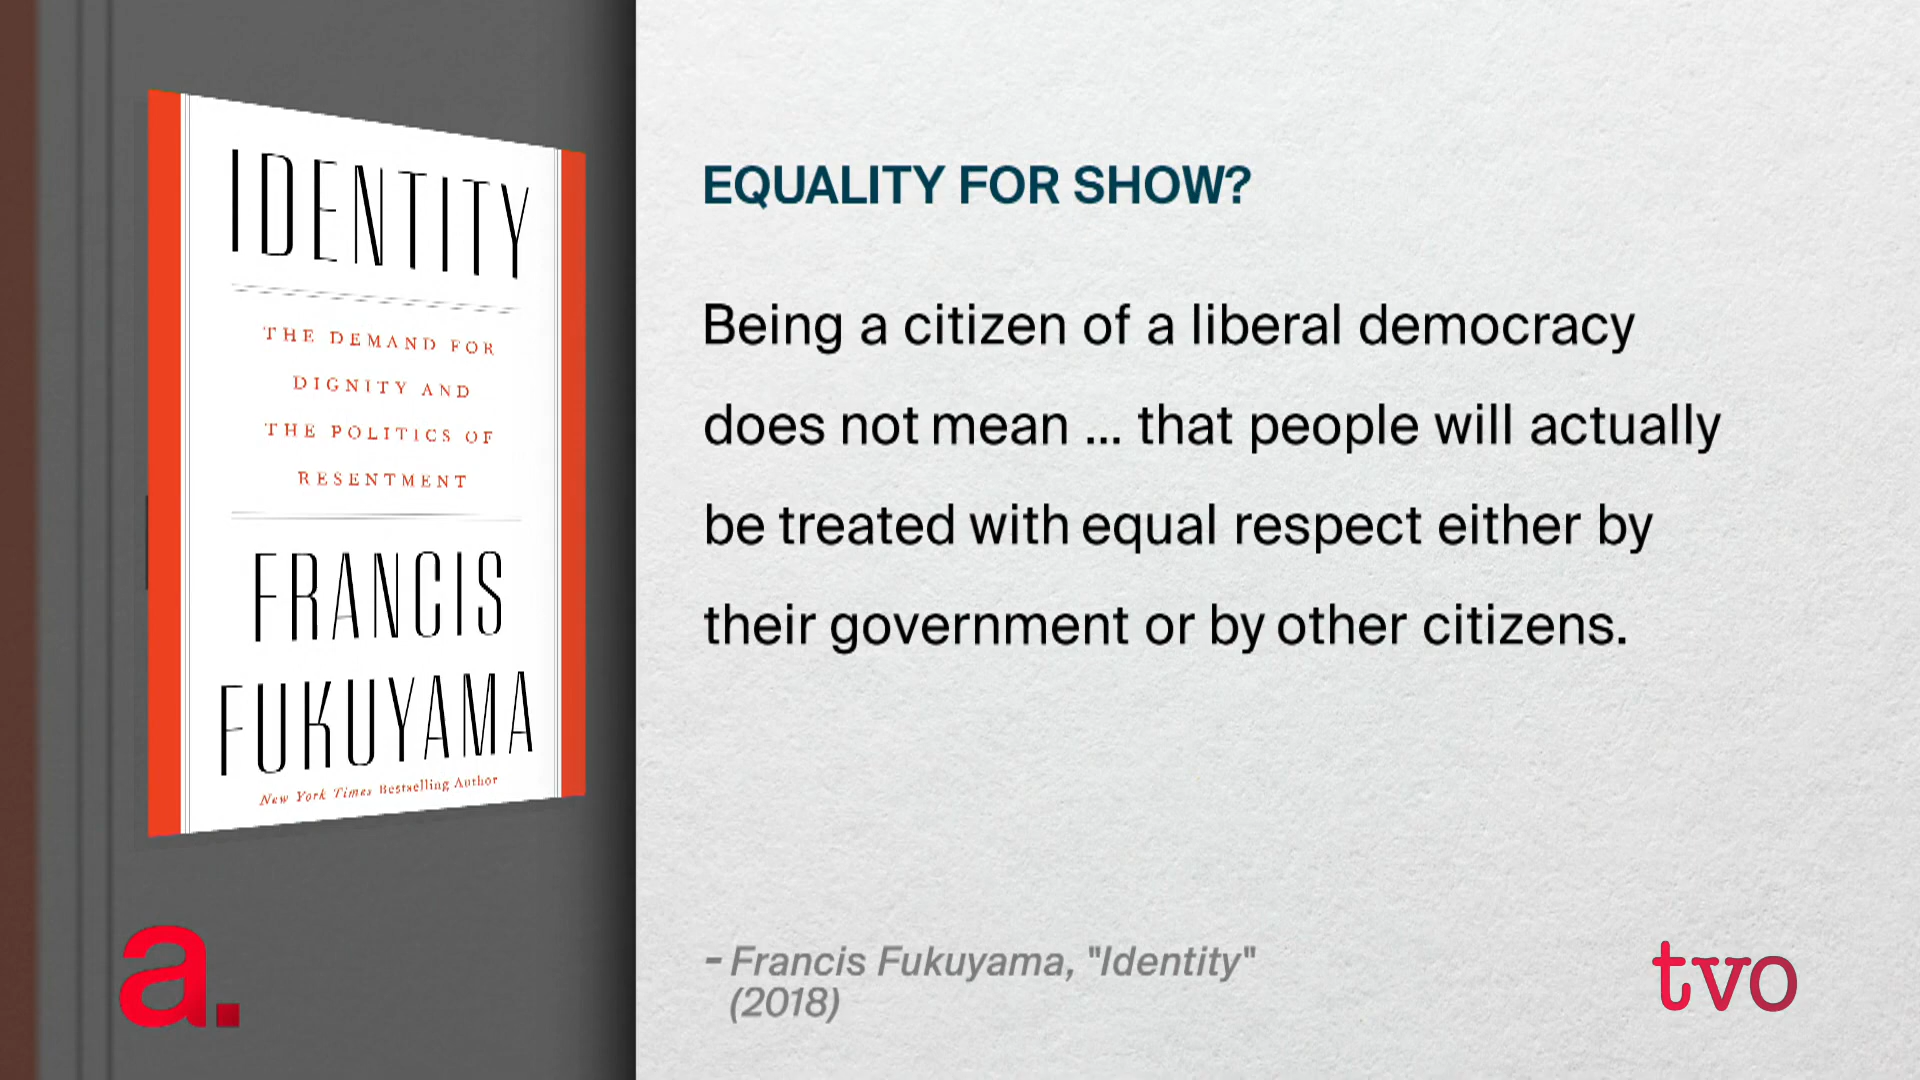 IDENTITY
THE DEMAND FOR
DIGNITY AND
THE POLITICS OF
RESENTMENT
FRANCIS
FUKUYAMA
New York Times Bestselling Author
a.
EQUALITY FOR SHOW?
Being a citizen of a liberal democracy
does not mean ... that people will actually
be treated with equal respect either by
their government or by other citizens.
- Francis Fukuyama, "Identity"
(2018)
tvo